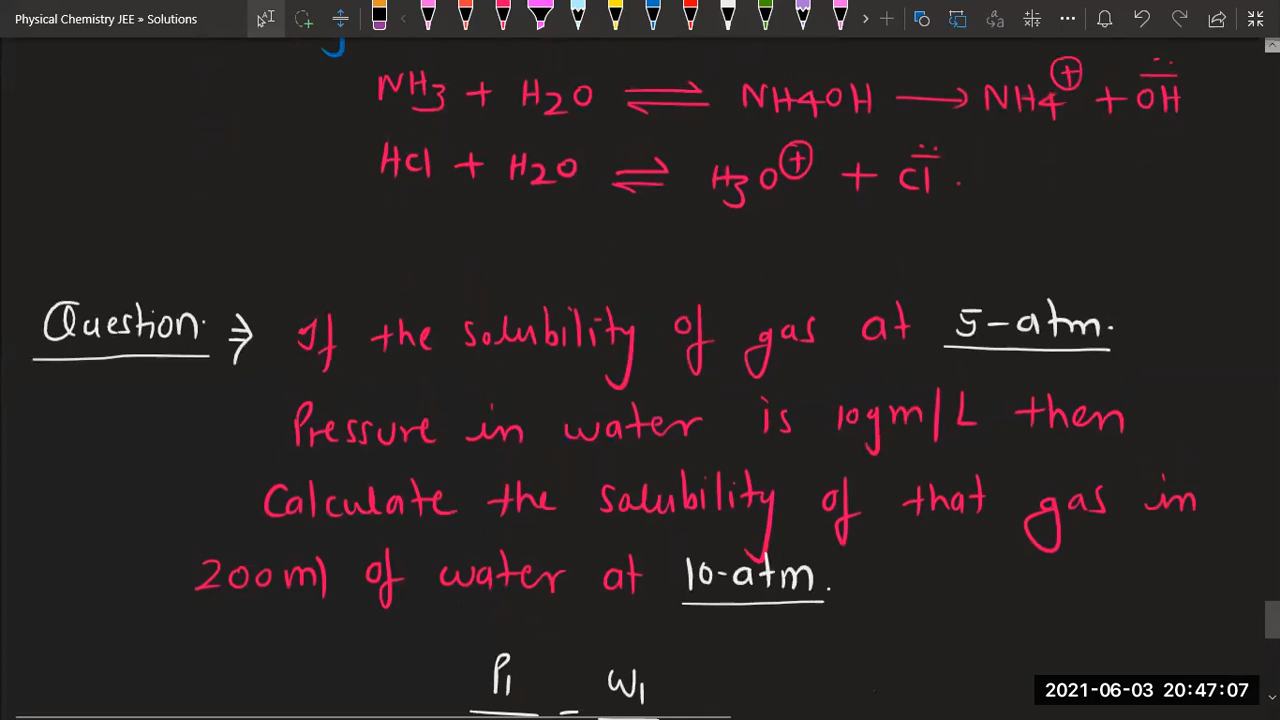 Physical Chemistry JEE » Solutions
NH3 + H2O ⇌ NH4OH ⟶ NH4⊕ + OH
HCl + H2O ⇌ H3O⊕ + Cl .
Question. ⇒ If the solubility of gas at 5-atm.
Pressure in water is 10gm/L then
Calculate the solubility of that gas in
200ml of water at 10-atm.
P1 = W1
2021-06-03 20:47:07